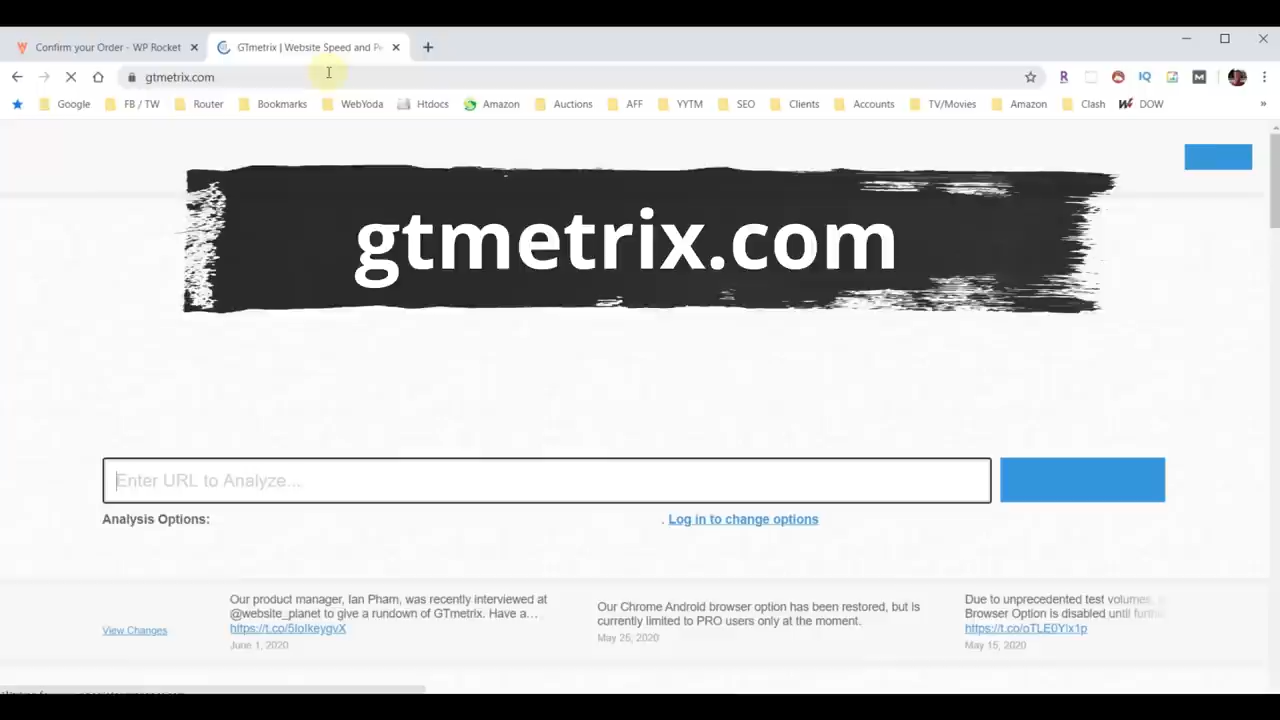 Confirm your Order - WP Rocket
GTmetrix | Website Speed and Pe
gtmetrix.com
Google FB / TW Router Bookmarks WebYoda Htdocs Amazon Auctions AFF YYTM SEO Clients Accounts TV/Movies Amazon Clash DOW »
gtmetrix.com
Enter URL to Analyze...
Analysis Options:
. Log in to change options
View Changes
Our product manager, Ian Pham, was recently interviewed at
@website_planet to give a rundown of GTmetrix. Have a…
https://t.co/5IoIkeygvX
June 1, 2020
Our Chrome Android browser option has been restored, but is
currently limited to PRO users only at the moment.
May 26, 2020
Due to unprecedented test volumes,
Browser Option is disabled until furth
https://t.co/oTLE0Ylx1p
May 15, 2020